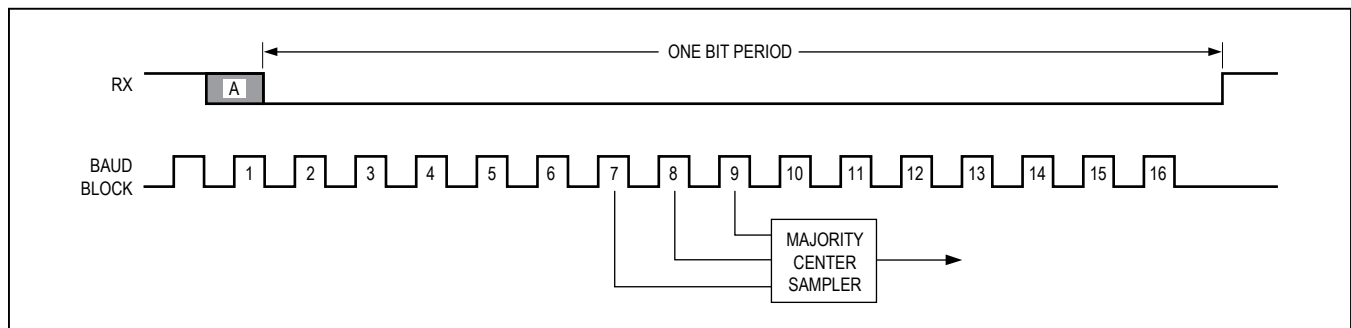 ONE BIT PERIOD
RX
A
BAUD
BLOCK
1 2 3 4 5 6 7 8 9 10 11 12 13 14 15 16
MAJORITY
CENTER
SAMPLER